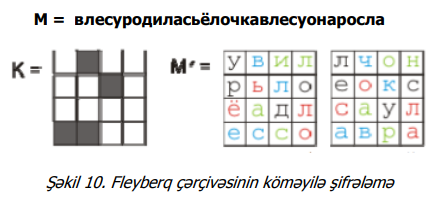 M = влесуродиласьёлочкавлесуонаросла
K = M' = у в и л л ч о н
р ь л о е о к с
ё а д л с а у л
е с с о а в р а
Şəkil 10. Fleyberq çərçivəsinin köməyilə şifrələmə